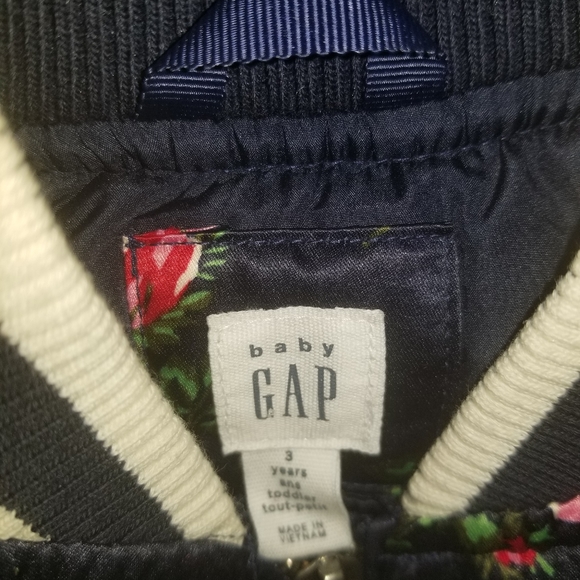 baby
GAP
3
years
ans
toddler
tout-petit
MADE IN
VIETNAM